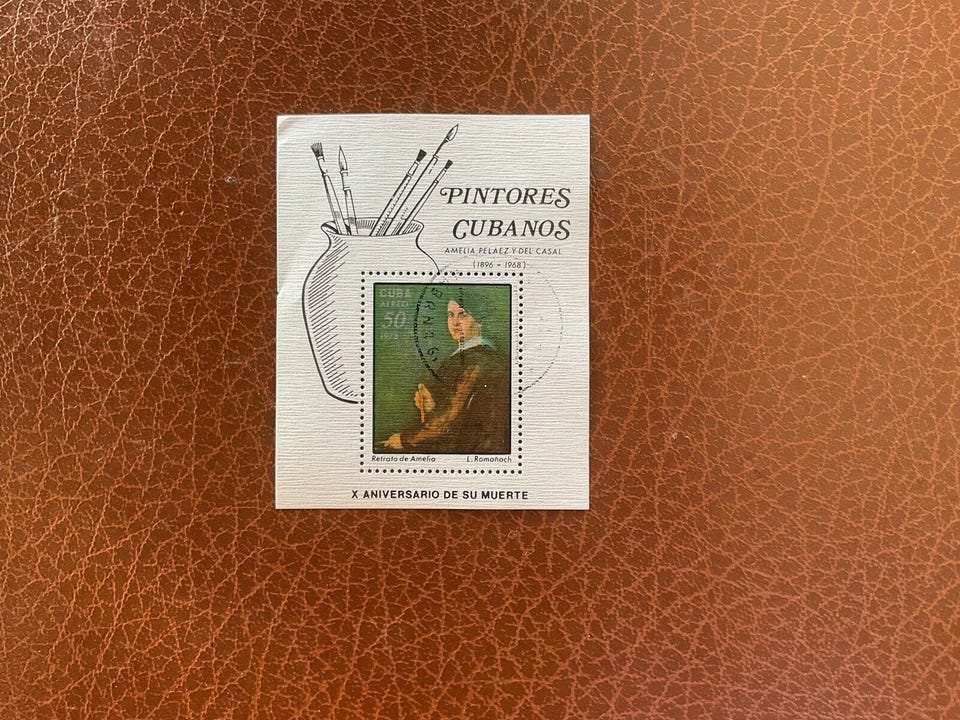 PINTORES
CUBANOS
AMELIA PELAEZ Y DEL CASAL
(1896 - 1968)
CUBA
AEREO
50
1978
Retrato de Amelia L. Romañach
X ANIVERSARIO DE SU MUERTE